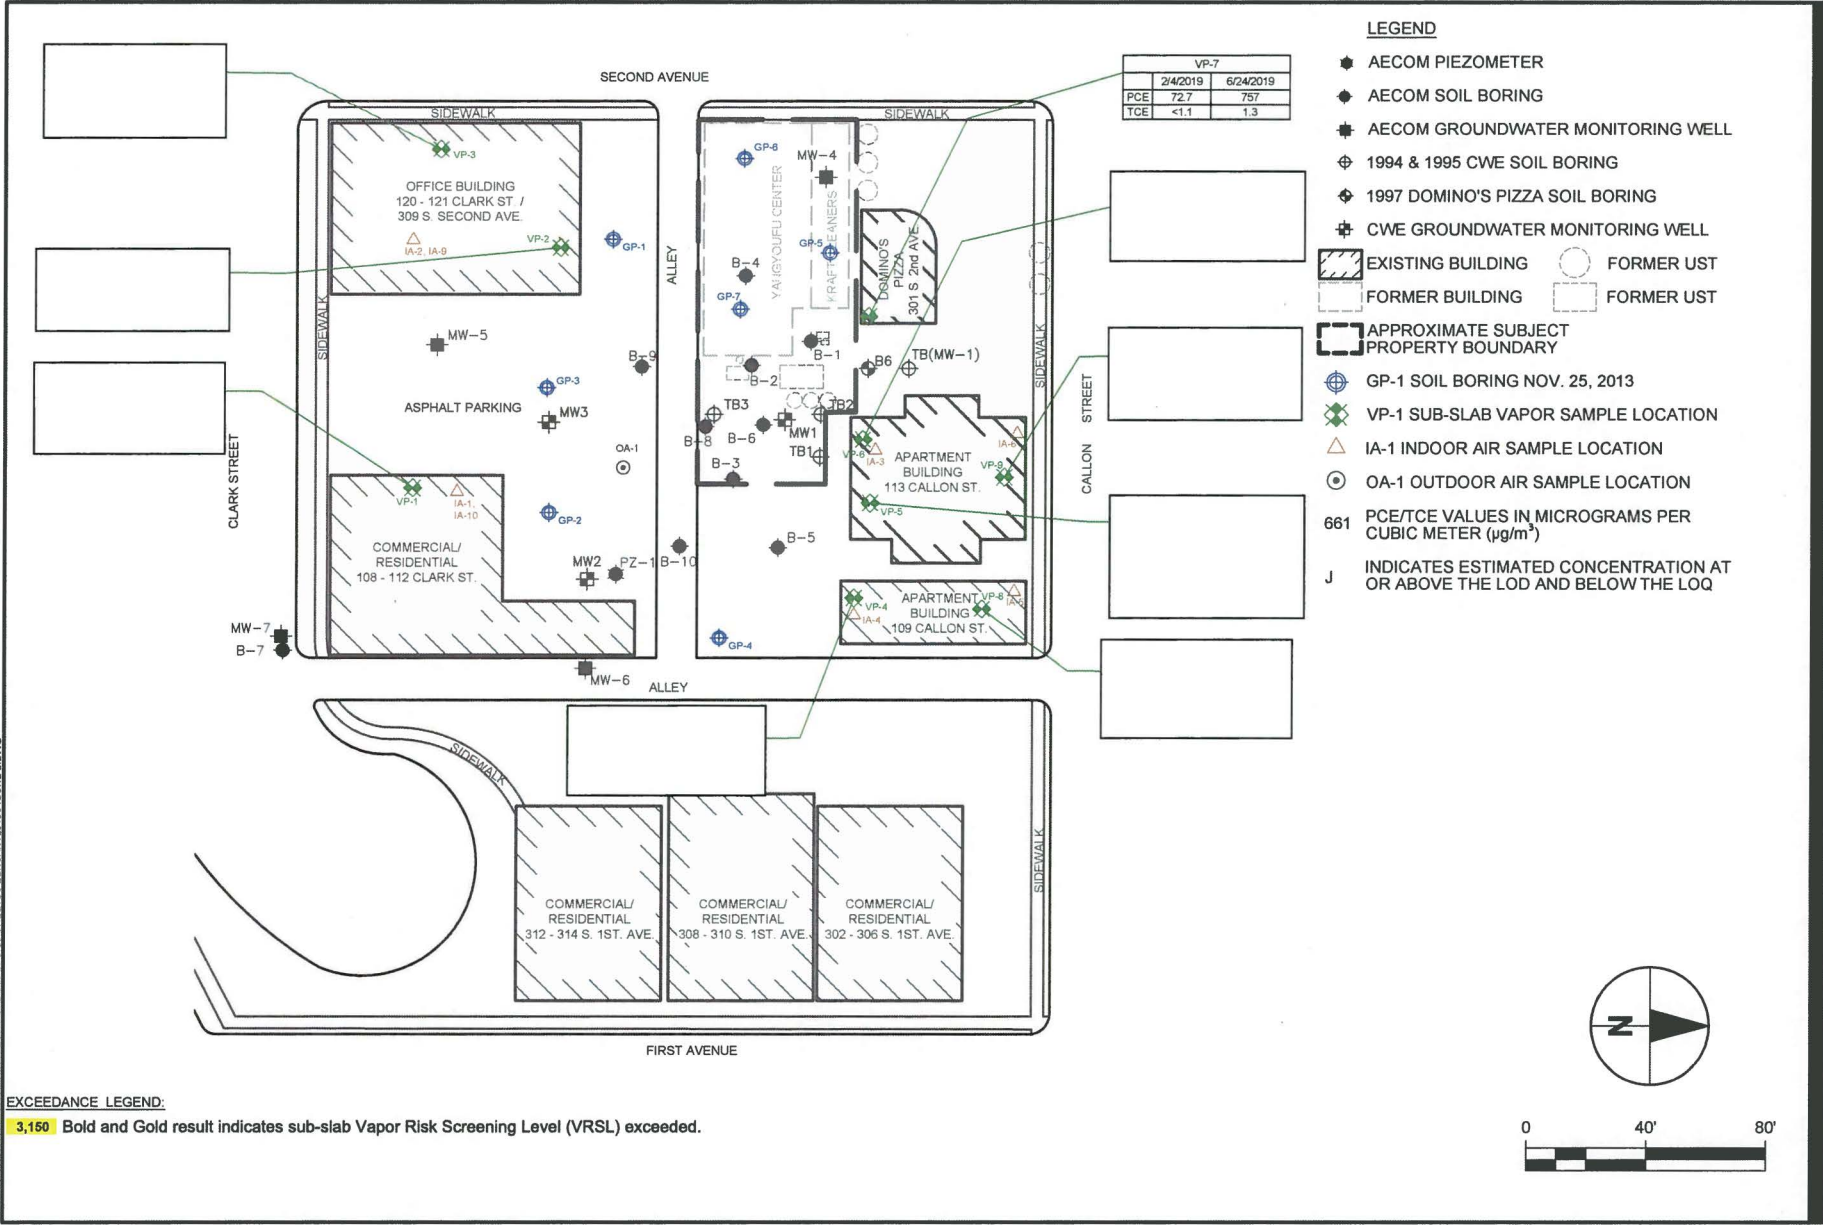 SECOND AVENUE
SIDEWALK
SIDEWALK
VP-7
2/4/2019 6/24/2019
PCE 72.7 757
TCE <1.1 1.3
LEGEND
AECOM PIEZOMETER
AECOM SOIL BORING
AECOM GROUNDWATER MONITORING WELL
1994 & 1995 CWE SOIL BORING
1997 DOMINO'S PIZZA SOIL BORING
CWE GROUNDWATER MONITORING WELL
EXISTING BUILDING
FORMER UST
FORMER BUILDING
FORMER UST
APPROXIMATE SUBJECT
PROPERTY BOUNDARY
GP-1 SOIL BORING NOV. 25, 2013
VP-1 SUB-SLAB VAPOR SAMPLE LOCATION
IA-1 INDOOR AIR SAMPLE LOCATION
OA-1 OUTDOOR AIR SAMPLE LOCATION
661 PCE/TCE VALUES IN MICROGRAMS PER
CUBIC METER (µg/m³)
J INDICATES ESTIMATED CONCENTRATION AT
OR ABOVE THE LOD AND BELOW THE LOQ
VP-3
OFFICE BUILDING
120 - 121 CLARK ST. /
309 S. SECOND AVE.
IA-2, IA-9
VP-2
GP-1
ALLEY
GP-6
MW-4
YANGYOUFU CENTER
GP-5
B-4
GP-7
DOMINO'S
PIZZA
301 S 2nd AVE
SIDEWALK
SIDEWALK
MW-5
B-9
B-1
B-2
B6
TB(MW-1)
GP-3
ASPHALT PARKING
MW3
TB3
TB2
B-8
B-6
MW1
TB1
B-3
OA-1
CLARK STREET
CALLON STREET
IA-3
APARTMENT
BUILDING
113 CALLON ST.
VP-9
VP-5
VP-1
IA-1,
IA-10
GP-2
COMMERCIAL/
RESIDENTIAL
108 - 112 CLARK ST.
MW2
PZ-1
B-10
B-5
APARTMENT
BUILDING
109 CALLON ST.
VP-4
IA-4
GP-4
MW-7
B-7
MW-6
ALLEY
SIDEWALK
SIDEWALK
COMMERCIAL/
RESIDENTIAL
312 - 314 S. 1ST. AVE.
COMMERCIAL/
RESIDENTIAL
308 - 310 S. 1ST. AVE.
COMMERCIAL/
RESIDENTIAL
302 - 306 S. 1ST. AVE.
FIRST AVENUE
N
EXCEEDANCE LEGEND:
3,150 Bold and Gold result indicates sub-slab Vapor Risk Screening Level (VRSL) exceeded.
0 40' 80'